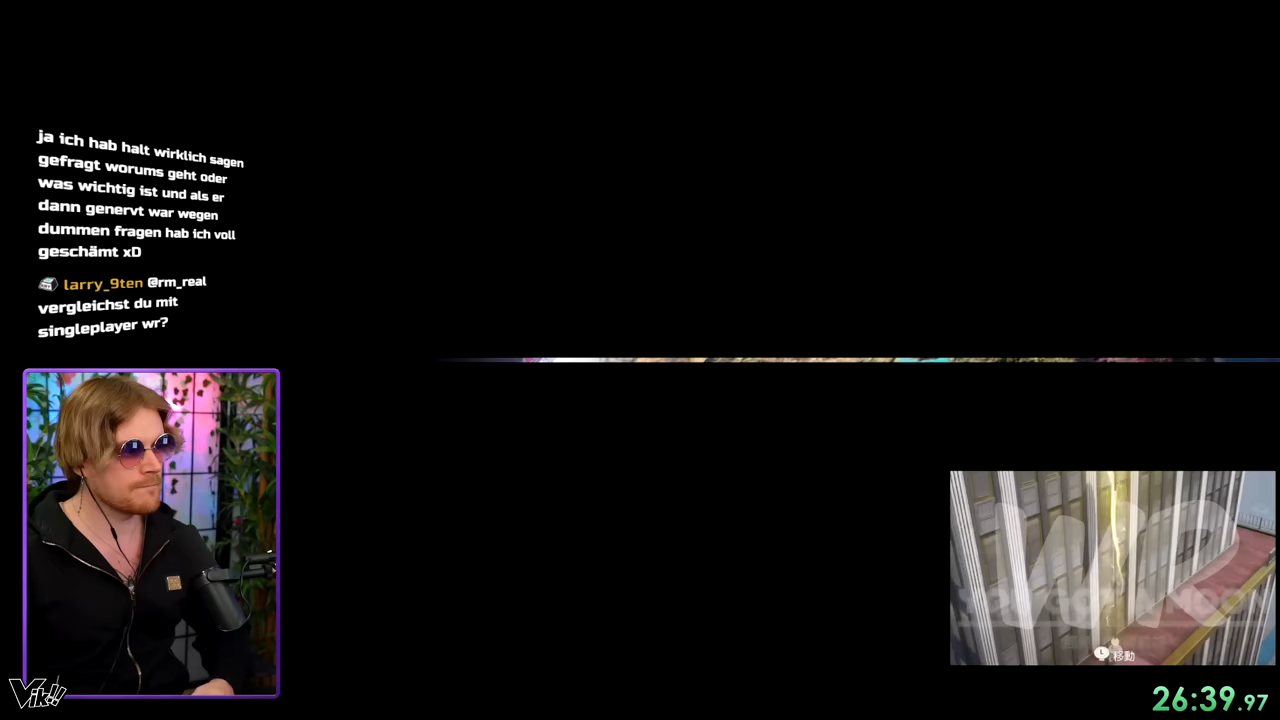 ja ich hab halt wirklich sagen
gefragt worums geht oder
was wichtig ist und als er
dann genervt war wegen
dummen fragen hab ich voll
geschämt xD
larry_9ten @rm_real
vergleichst du mit
singleplayer wr?
WR
L 移動
Vik!!
26:39.97